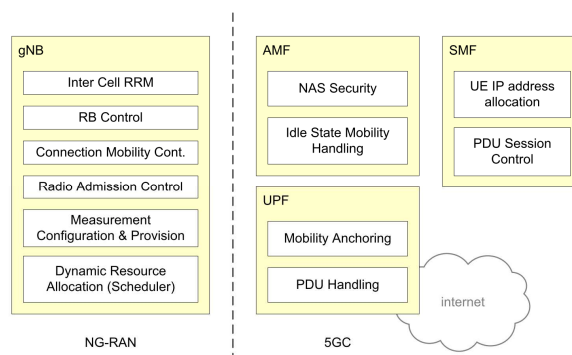 gNB
Inter Cell RRM
RB Control
Connection Mobility Cont.
Radio Admission Control
Measurement
Configuration & Provision
Dynamic Resource
Allocation (Scheduler)
NG-RAN
AMF
NAS Security
Idle State Mobility
Handling
UPF
Mobility Anchoring
PDU Handling
SMF
UE IP address
allocation
PDU Session
Control
internet
5GC